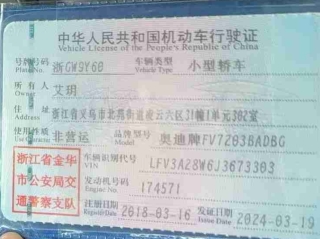 中华人民共和国机动车行驶证
Vehicle License of the People's Republic of China
号牌号码 浙GW9Y60 车辆类型 小型轿车
Plate No. Vehicle Type
所有人 艾玥
Owner
住址 浙江省义乌市北苑街道凌云六区31幢1单元302室
使用性质 非营运 品牌型号 奥迪牌FV7203BADBG
浙江省金华
市公安局交
通警察支队
车辆识别代号 LFV3A28W6J3673303
发动机号码 174571
Engine No.
注册日期 2018-03-16 发证日期 2024-03-19
Register Date Issue Date